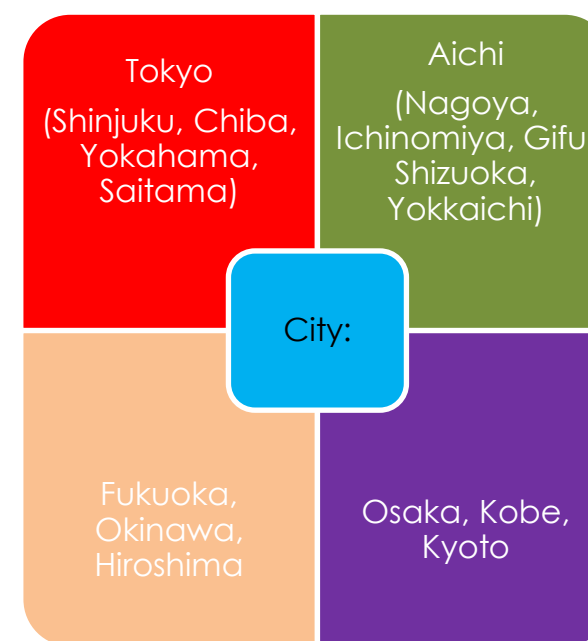 Tokyo
(Shinjuku, Chiba,
Yokahama,
Saitama)
Aichi
(Nagoya,
Ichinomiya, Gifu
Shizuoka,
Yokkaichi)
City:
Fukuoka,
Okinawa,
Hiroshima
Osaka, Kobe,
Kyoto